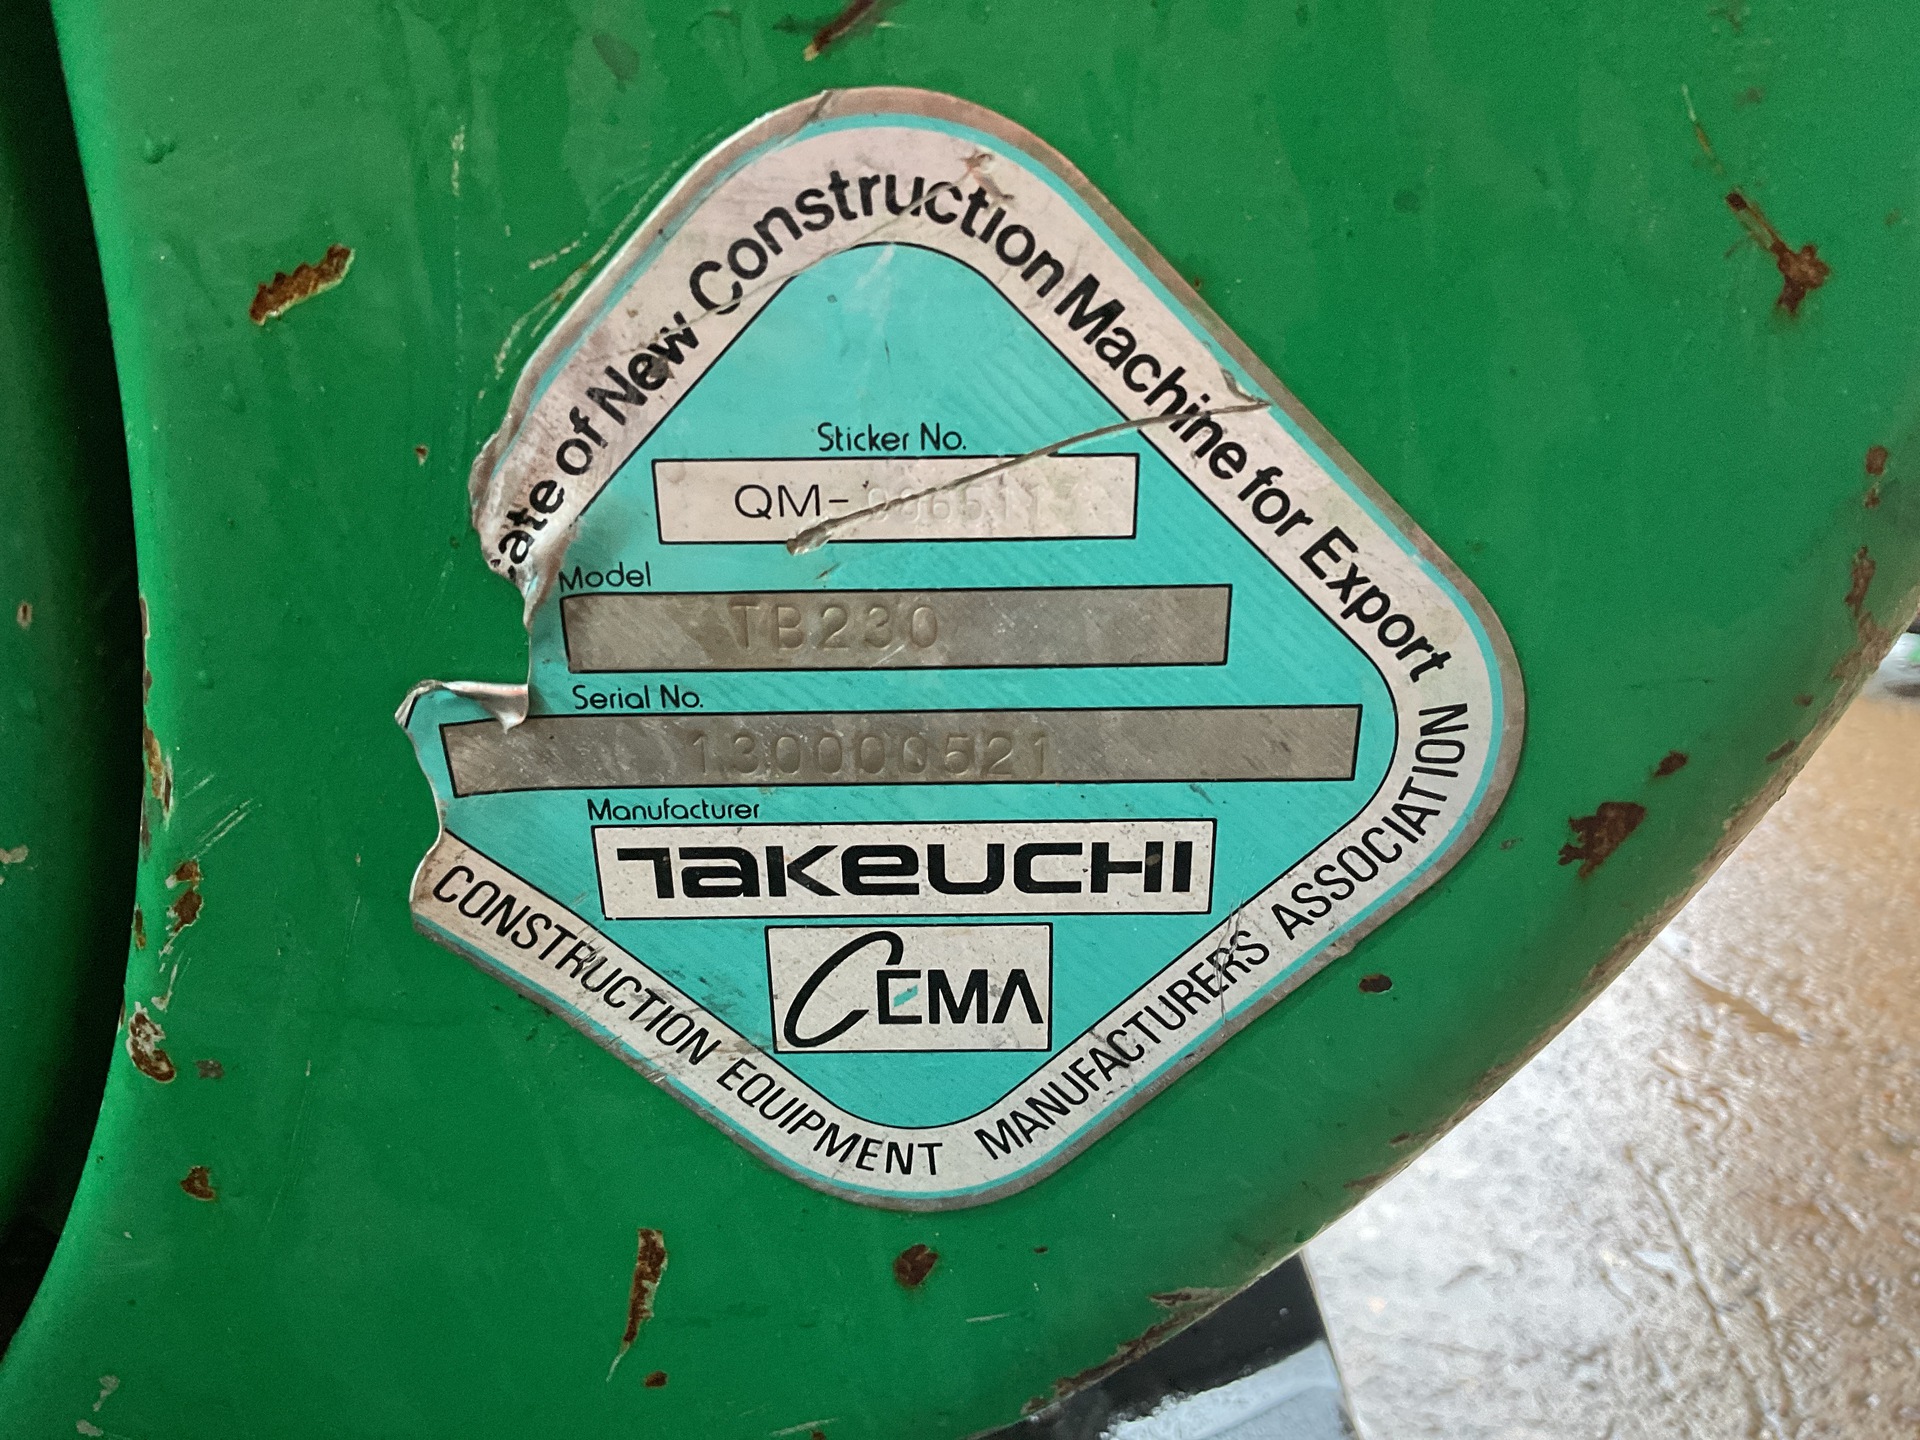 ate of New Construction Machine for Export
Sticker No.
QM-
Model
TB230
Serial No.
130000521
Manufacturer
TAKEUCHI
CEMA
CONSTRUCTION EQUIPMENT MANUFACTURERS ASSOCIATION